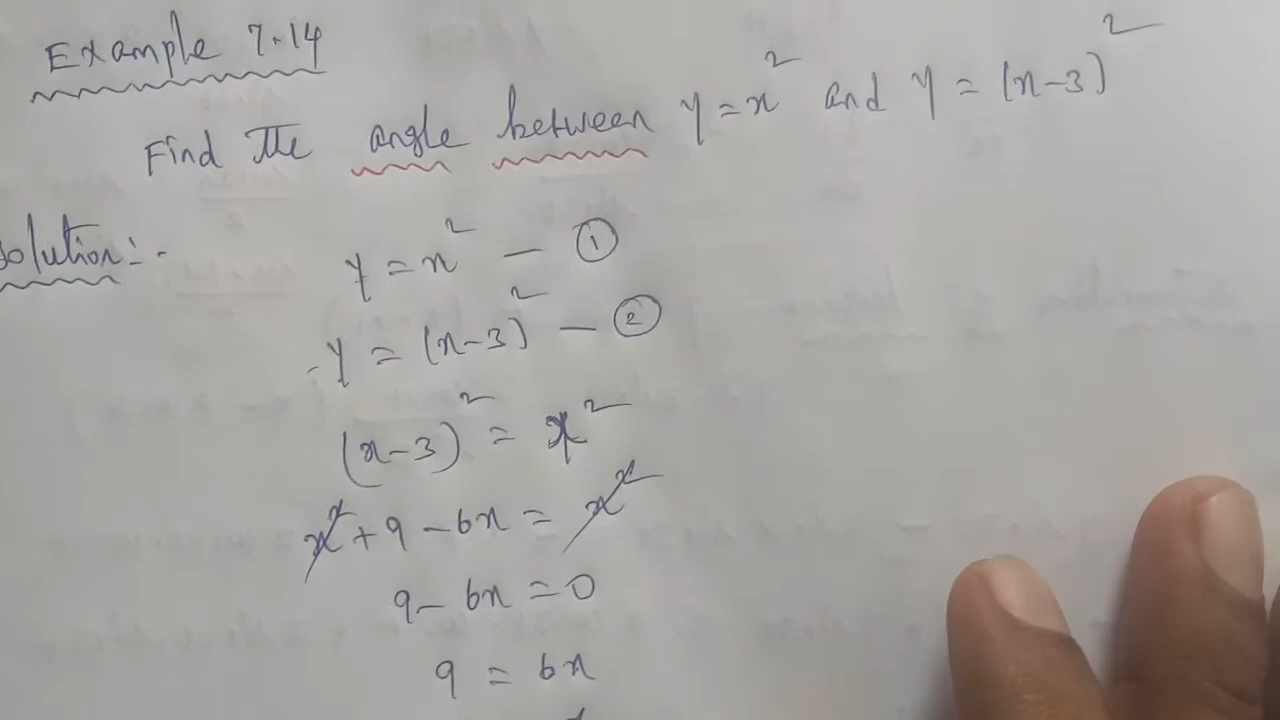 Example 7.14
Find the angle between y = x² and y = (x-3)²
Solution:-
y = x² — ①
y = (x-3)² — ②
(x-3)² = x²
x² + 9 - 6x = x²
9 - 6x = 0
9 = 6x